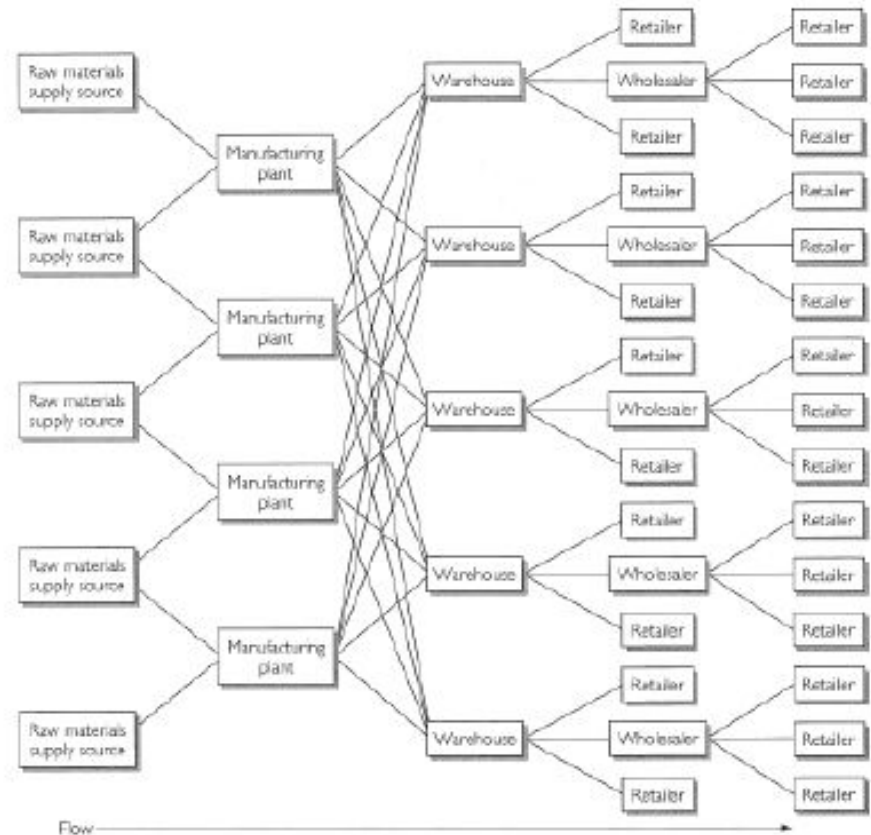 Retailer
Retailer
Raw materials
supply source
Warehouse
Wholesaler
Retailer
Retailer
Retailer
Manufacturing
plant
Retailer
Retailer
Raw materials
supply source
Warehouse
Wholesaler
Retailer
Retailer
Retailer
Manufacturing
plant
Retailer
Retailer
Raw materials
supply source
Warehouse
Wholesaler
Retailer
Retailer
Retailer
Manufacturing
plant
Retailer
Retailer
Raw materials
supply source
Warehouse
Wholesaler
Retailer
Retailer
Retailer
Manufacturing
plant
Retailer
Retailer
Raw materials
supply source
Warehouse
Wholesaler
Retailer
Retailer
Retailer
Flow